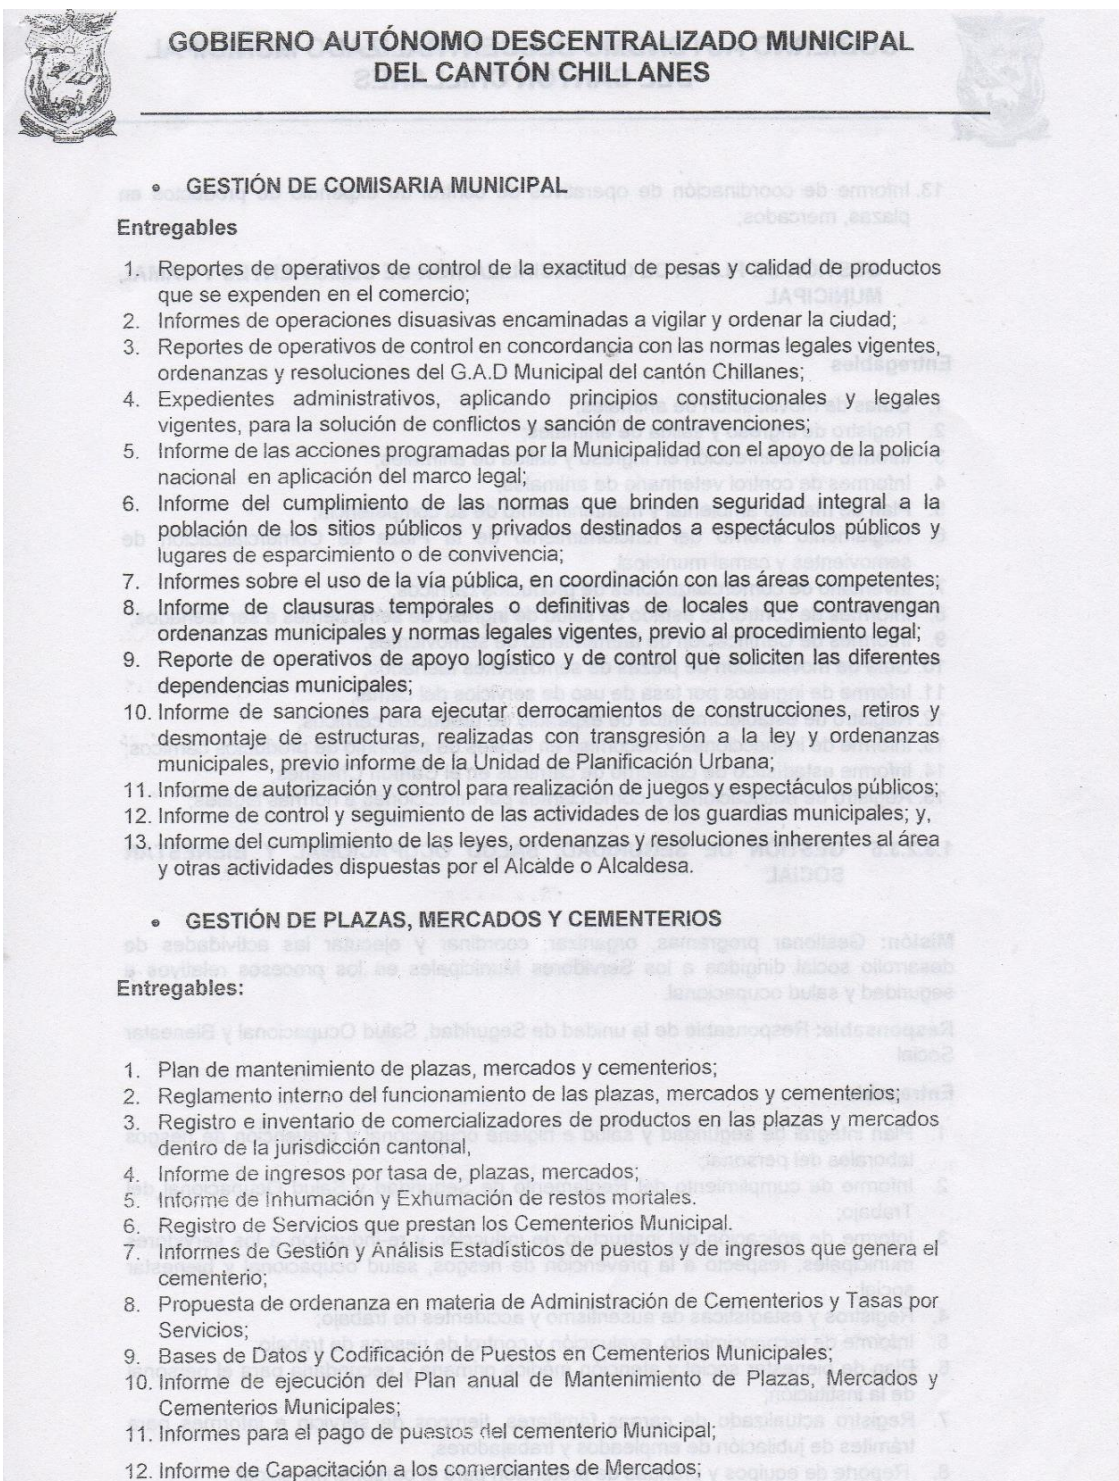 GOBIERNO AUTÓNOMO DESCENTRALIZADO MUNICIPAL
DEL CANTÓN CHILLANES
• GESTIÓN DE COMISARIA MUNICIPAL
Entregables
1. Reportes de operativos de control de la exactitud de pesas y calidad de productos
que se expenden en el comercio;
2. Informes de operaciones disuasivas encaminadas a vigilar y ordenar la ciudad;
3. Reportes de operativos de control en concordancia con las normas legales vigentes,
ordenanzas y resoluciones del G.A.D Municipal del cantón Chillanes;
4. Expedientes administrativos, aplicando principios constitucionales y legales
vigentes, para la solución de conflictos y sanción de contravenciones;
5. Informe de las acciones programadas por la Municipalidad con el apoyo de la policía
nacional en aplicación del marco legal;
6. Informe del cumplimiento de las normas que brinden seguridad integral a la
población de los sitios públicos y privados destinados a espectáculos públicos y
lugares de esparcimiento o de convivencia;
7. Informes sobre el uso de la vía pública, en coordinación con las áreas competentes;
8. Informe de clausuras temporales o definitivas de locales que contravengan
ordenanzas municipales y normas legales vigentes, previo al procedimiento legal;
9. Reporte de operativos de apoyo logístico y de control que soliciten las diferentes
dependencias municipales;
10. Informe de sanciones para ejecutar derrocamientos de construcciones, retiros y
desmontaje de estructuras, realizadas con transgresión a la ley y ordenanzas
municipales, previo informe de la Unidad de Planificación Urbana;
11. Informe de autorización y control para realización de juegos y espectáculos públicos;
12. Informe de control y seguimiento de las actividades de los guardias municipales; y,
13. Informe del cumplimiento de las leyes, ordenanzas y resoluciones inherentes al área
y otras actividades dispuestas por el Alcalde o Alcaldesa.
• GESTIÓN DE PLAZAS, MERCADOS Y CEMENTERIOS
Entregables:
1. Plan de mantenimiento de plazas, mercados y cementerios;
2. Reglamento interno del funcionamiento de las plazas, mercados y cementerios;
3. Registro e inventario de comercializadores de productos en las plazas y mercados
dentro de la jurisdicción cantonal,
4. Informe de ingresos por tasa de, plazas, mercados;
5. Informe de Inhumación y Exhumación de restos mortales.
6. Registro de Servicios que prestan los Cementerios Municipal.
7. Informes de Gestión y Análisis Estadísticos de puestos y de ingresos que genera el
cementerio;
8. Propuesta de ordenanza en materia de Administración de Cementerios y Tasas por
Servicios;
9. Bases de Datos y Codificación de Puestos en Cementerios Municipales;
10. Informe de ejecución del Plan anual de Mantenimiento de Plazas, Mercados y
Cementerios Municipales;
11. Informes para el pago de puestos del cementerio Municipal;
12. Informe de Capacitación a los comerciantes de Mercados;